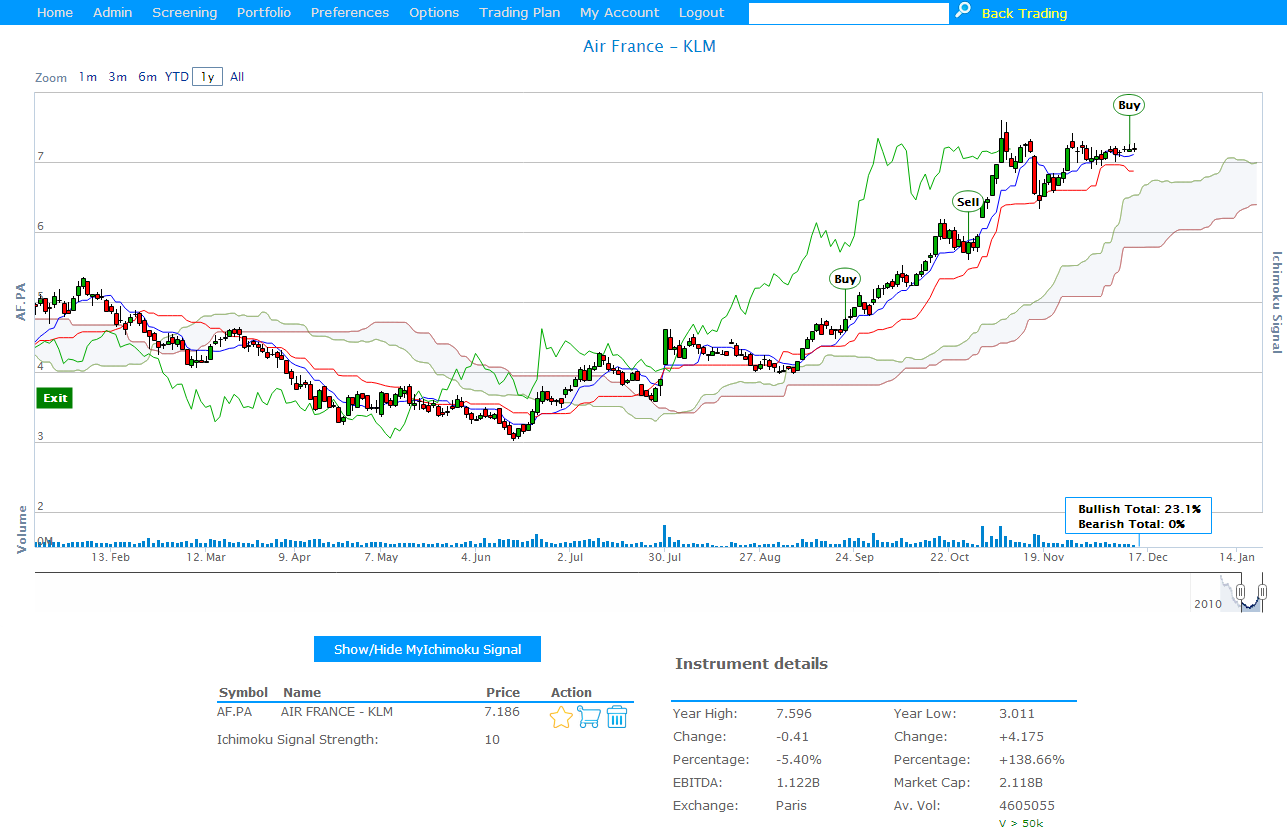 Home Admin Screening Portfolio Preferences Options Trading Plan My Account Logout Back Trading
Air France - KLM
Zoom 1m 3m 6m YTD 1y All
Buy
7
Sell
6
Buy
5
AF.PA
Ichimoku Signal
4
Exit
3
2
Bullish Total: 23.1%
Bearish Total: 0%
Volume
0M
13. Feb 12. Mar 9. Apr 7. May 4. Jun 2. Jul 30. Jul 27. Aug 24. Sep 22. Oct 19. Nov 17. Dec 14. Jan
2010
Show/Hide MyIchimoku Signal
Symbol Name Price Action
AF.PA AIR FRANCE - KLM 7.186
Ichimoku Signal Strength: 10
Instrument details
Year High: 7.596 Year Low: 3.011
Change: -0.41 Change: +4.175
Percentage: -5.40% Percentage: +138.66%
EBITDA: 1.122B Market Cap: 2.118B
Exchange: Paris Av. Vol: 4605055
V > 50k